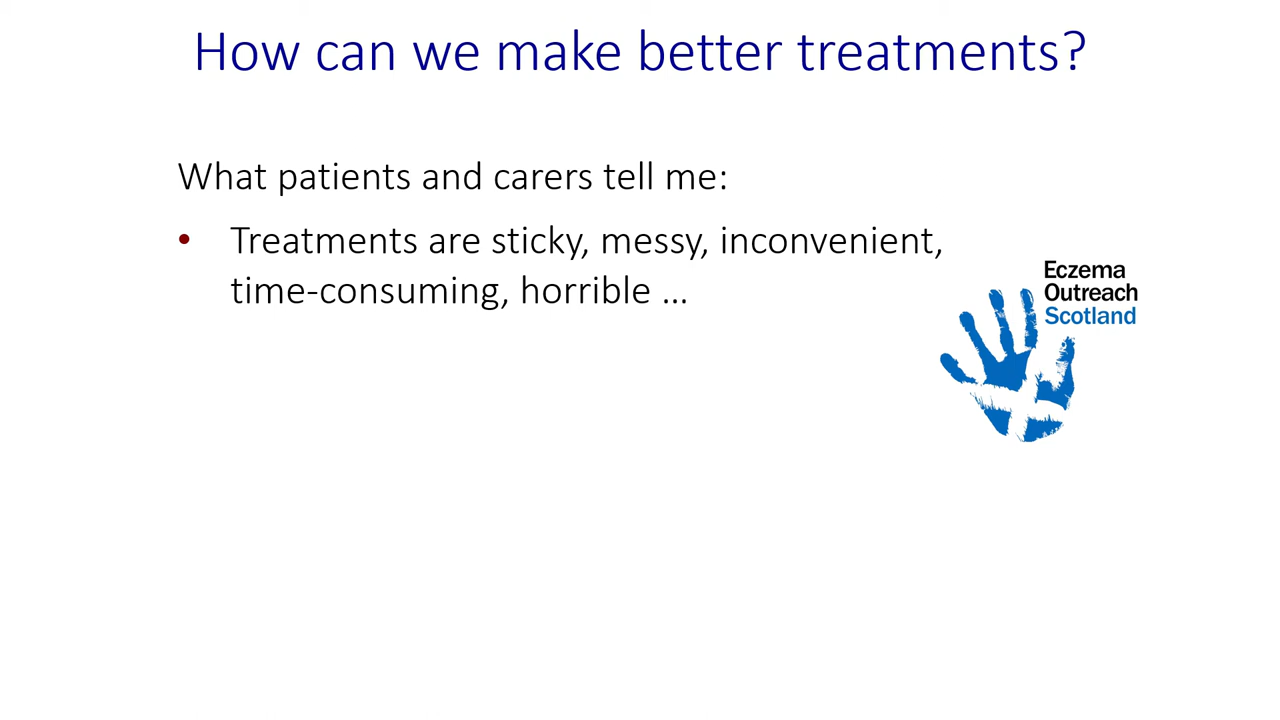 How can we make better treatments?
What patients and carers tell me:
• Treatments are sticky, messy, inconvenient,
time-consuming, horrible ...
Eczema
Outreach
Scotland